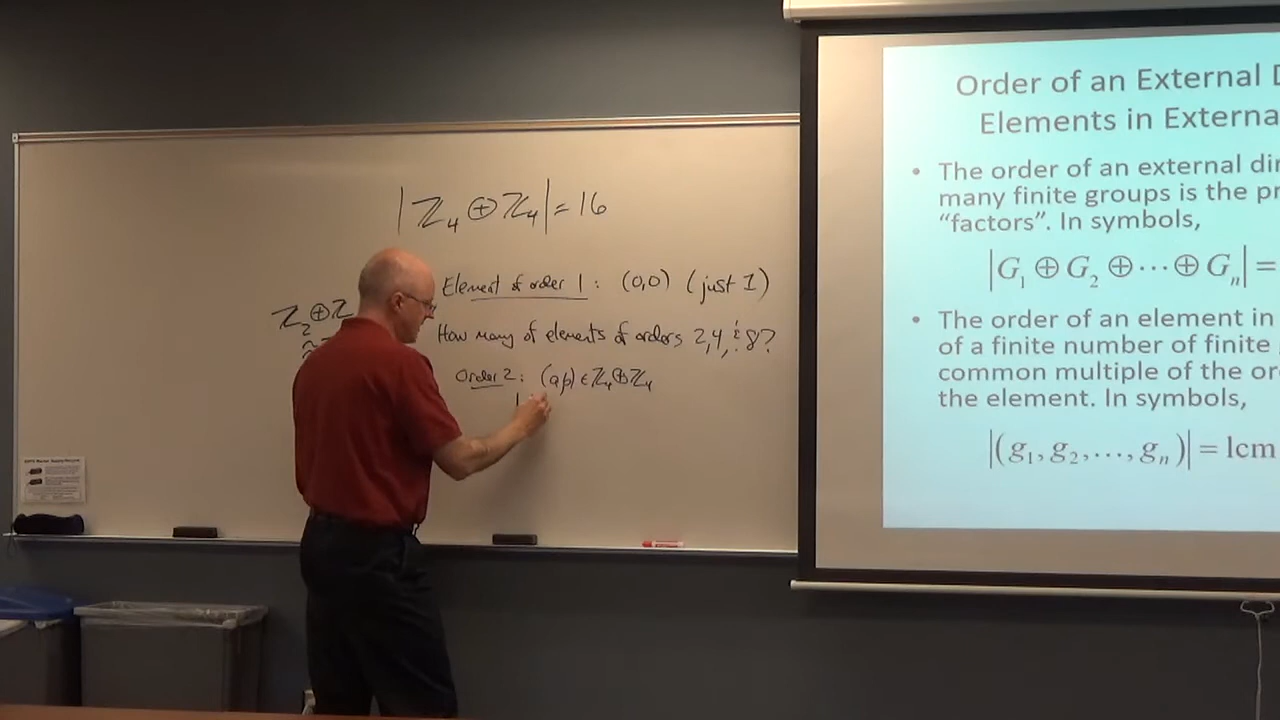 |ℤ₄ ⊕ ℤ₄| = 16
Element of order 1 : (0,0) (just 1)
ℤ₂⊕ℤ
How many of elements of orders 2,4, & 8?
Order 2 : (a,b) ∈ ℤ₄⊕ℤ₄
Order of an External
Elements in Externa
• The order of an external di
many finite groups is the p
“factors”. In symbols,
|G₁ ⊕ G₂ ⊕ ⋯ ⊕ Gₙ| =
• The order of an element in
of a finite number of finite
common multiple of the or
the element. In symbols,
|(g₁, g₂, …, gₙ)| = lcm